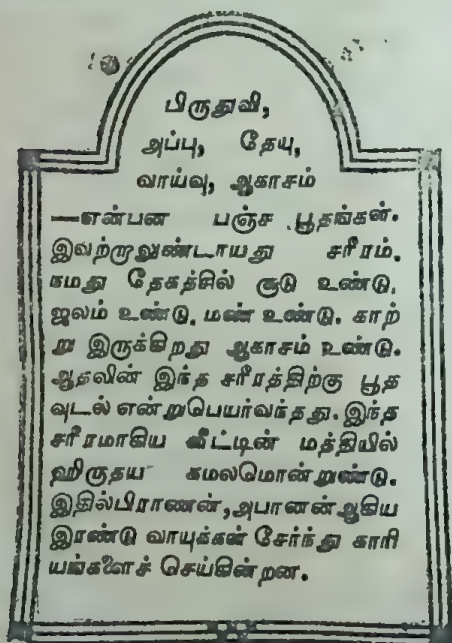 பிருதுவி,
அப்பு, தேயு,
வாய்வு, ஆகாசம்
—என்பன பஞ்ச பூதங்கள்.
இவற்றாலுண்டாயது சரீரம்.
நமது தேகத்தில் சூடு உண்டு.
ஜலம் உண்டு. மண் உண்டு. காற்
று இருக்கிறது ஆகாசம் உண்டு.
ஆதலின் இந்த சரீரத்திற்கு பூத
வுடல் என்றுபெயர்வந்தது. இந்த
சரீரமாகிய வீட்டின் மத்தியில்
ஹிருதய கமலமொன்றுண்டு.
இதில்பிராணன், அபானன்ஆகிய
இரண்டு வாயுக்கள் சேர்ந்து காரி
யங்களைச் செய்கின்றன.